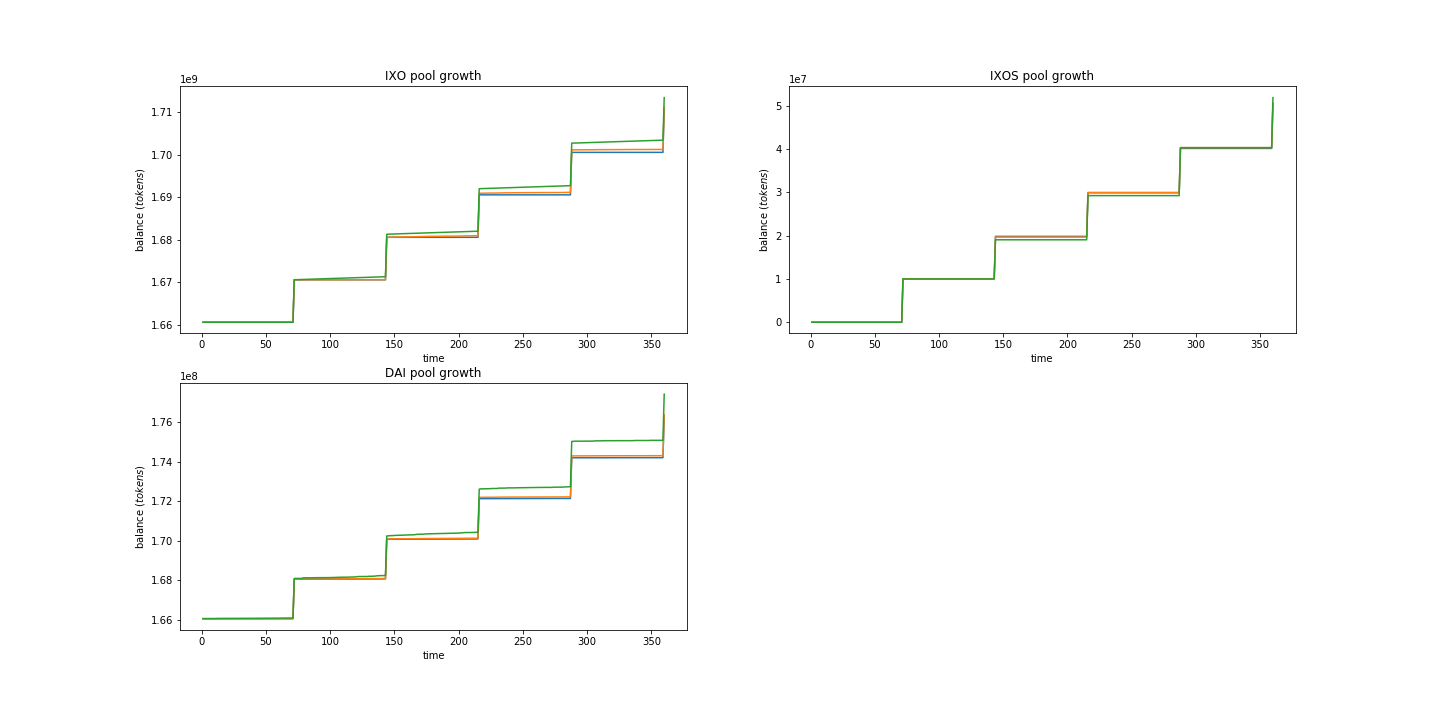 IXO pool growth
1e9
1.71
1.70
1.69
1.68
1.67
1.66
balance (tokens)
0 50 100 150 200 250 300 350
time
IXOS pool growth
1e7
5
4
3
2
1
0
balance (tokens)
0 50 100 150 200 250 300 350
time
DAI pool growth
1e8
1.76
1.74
1.72
1.70
1.68
1.66
balance (tokens)
0 50 100 150 200 250 300 350
time